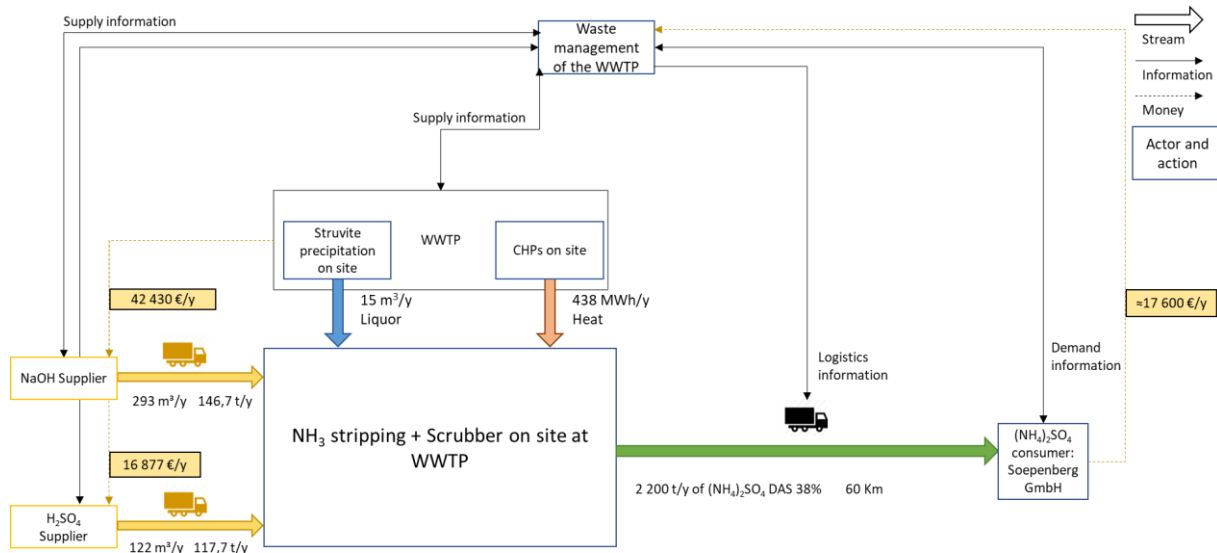 Supply information
Waste
management
of the WWTP
Stream
Information
Money
Actor and
action
Supply information
Struvite
precipitation
on site
WWTP
CHPs on site
42 430 €/y
15 m³/y
Liquor
438 MWh/y
Heat
≈17 600 €/y
NaOH Supplier
293 m³/y 146,7 t/y
Logistics
information
Demand
information
NH₃ stripping + Scrubber on site at
WWTP
16 877 €/y
(NH₄)₂SO₄
consumer:
Soepenberg
GmbH
2 200 t/y of (NH₄)₂SO₄ DAS 38% 60 Km
H₂SO₄
Supplier
122 m³/y 117,7 t/y